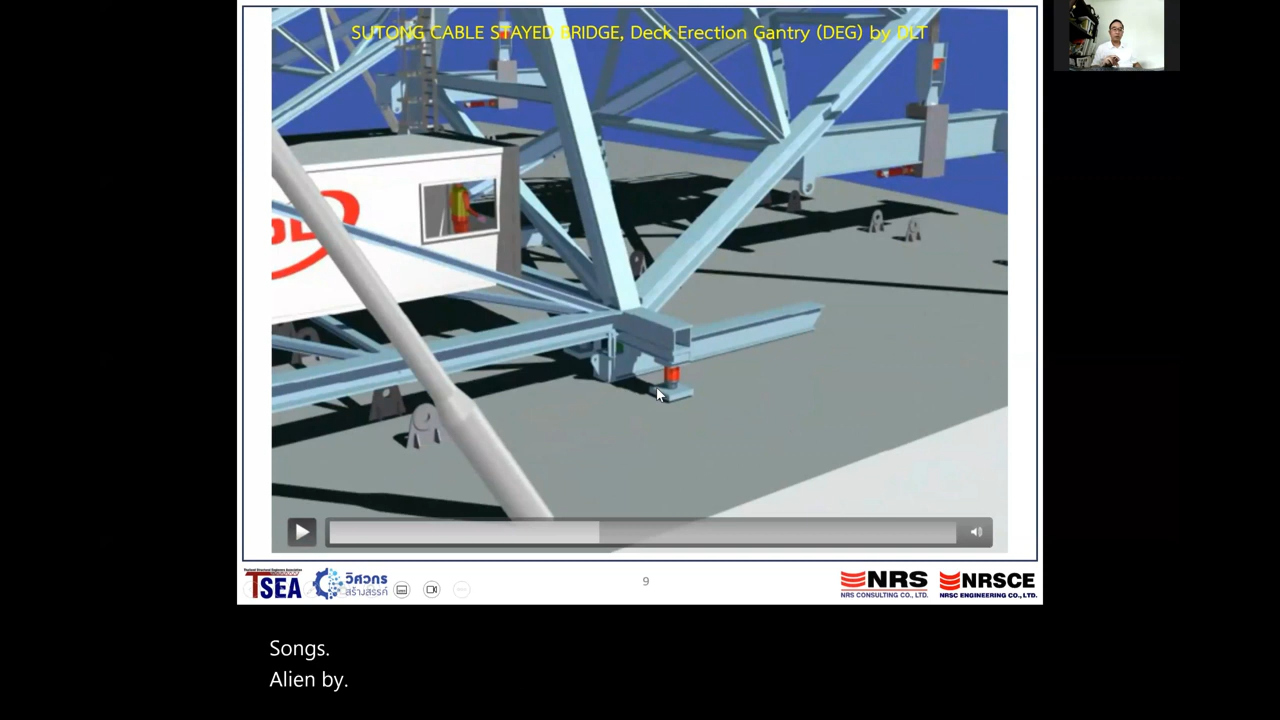 SUTONG CABLE STAYED BRIDGE, Deck Erection Gantry (DEG) by DLT
TSEA
วิศวกร
สร้างสรรค์
9
NRS
NRS CONSULTING CO., LTD.
NRSCE
NRSC ENGINEERING CO., LTD.
Songs.
Alien by.